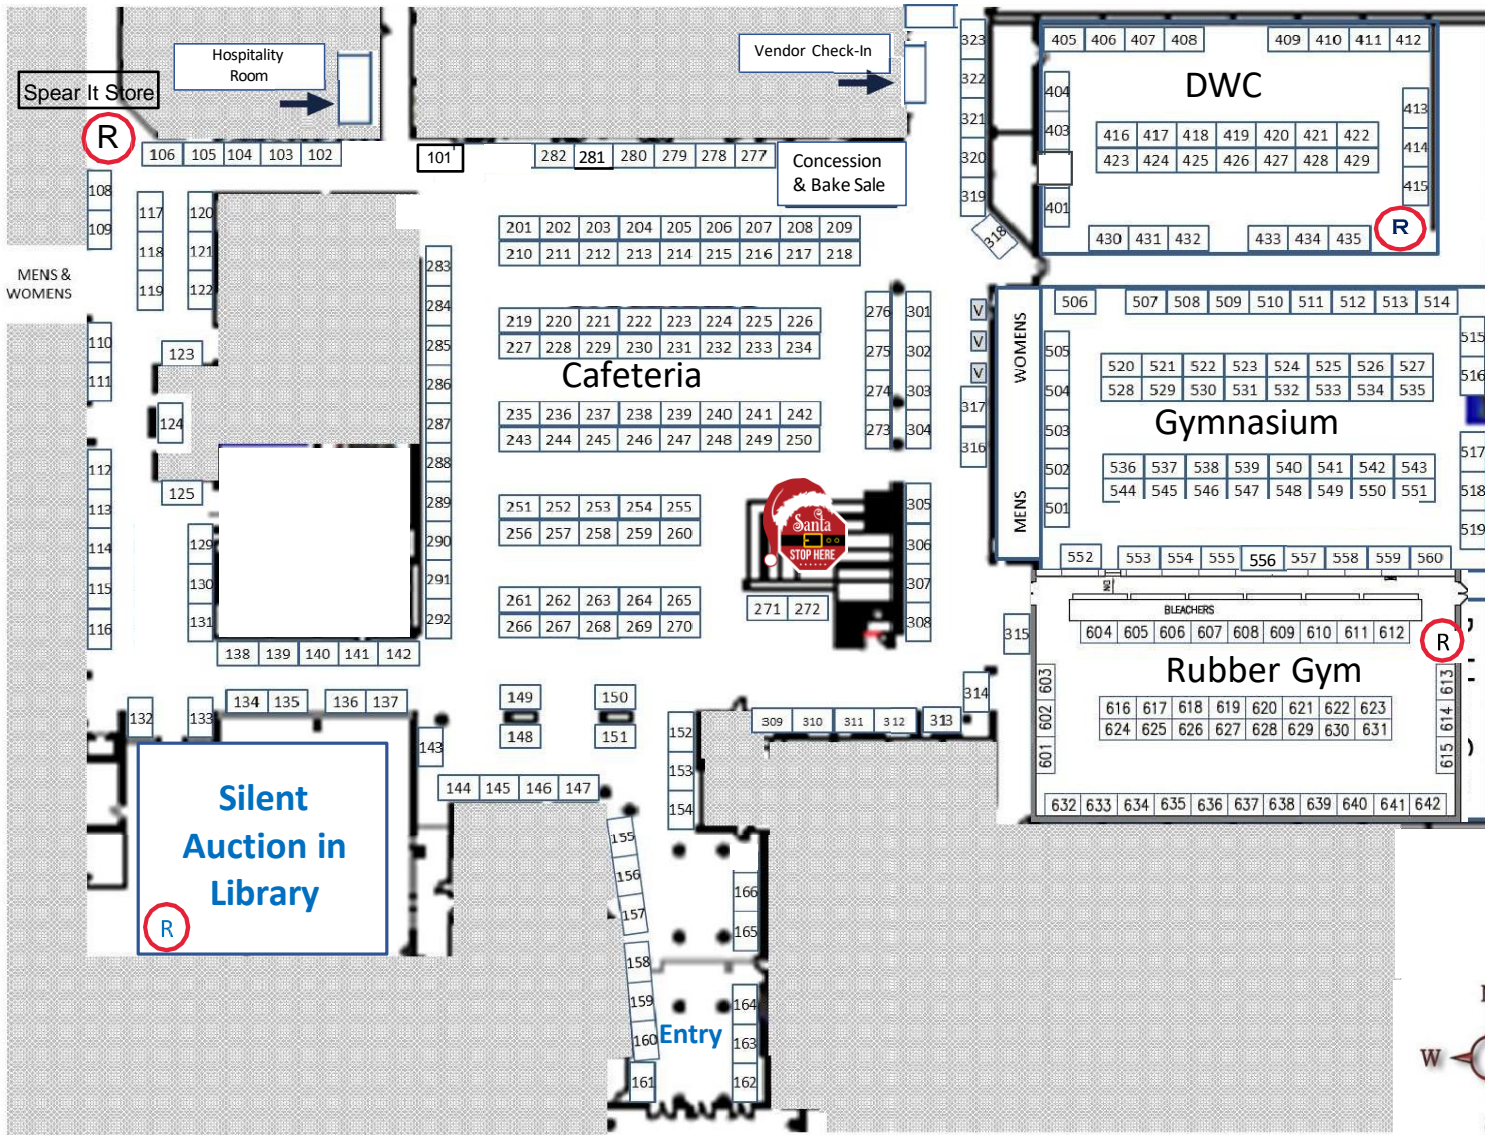 Hospitality
Room
Spear It Store
R
106 105 104 103 102
101
Vendor Check-In
282 281 280 279 278 277
Concession
& Bake Sale
323
322
321
320
319
318
405 406 407 408
409 410 411 412
DWC
404
403
401
413
414
415
416 417 418 419 420 421 422
423 424 425 426 427 428 429
430 431 432
433 434 435
R
108
109
117
118
119
120
121
122
MENS &
WOMENS
110
111
123
124
125
112
113
114
115
116
129
130
131
283
284
285
286
287
288
289
290
291
292
201 202 203 204 205 206 207 208 209
210 211 212 213 214 215 216 217 218
219 220 221 222 223 224 225 226
227 228 229 230 231 232 233 234
Cafeteria
235 236 237 238 239 240 241 242
243 244 245 246 247 248 249 250
251 252 253 254 255
256 257 258 259 260
261 262 263 264 265
266 267 268 269 270
276
275
274
273
301
302
303
304
V
V
V
317
316
Santa
STOP HERE
271 272
305
306
307
308
WOMENS
MENS
506
507 508 509 510 511 512 513 514
505
504
503
502
501
515
516
517
518
519
520 521 522 523 524 525 526 527
528 529 530 531 532 533 534 535
Gymnasium
536 537 538 539 540 541 542 543
544 545 546 547 548 549 550 551
552
553 554 555 556 557 558 559 560
DN
BLEACHERS
604 605 606 607 608 609 610 611 612
R
Rubber Gym
603
602
601
613
614
615
616 617 618 619 620 621 622 623
624 625 626 627 628 629 630 631
632 633 634 635 636 637 638 639 640 641 642
315
314
309 310 311 312 313
138 139 140 141 142
134 135 136 137
132
133
143
149
148
150
151
144 145 146 147
152
153
154
Silent
Auction in
Library
R
155
156
157
158
159
160
161
166
165
164
163
162
Entry
W